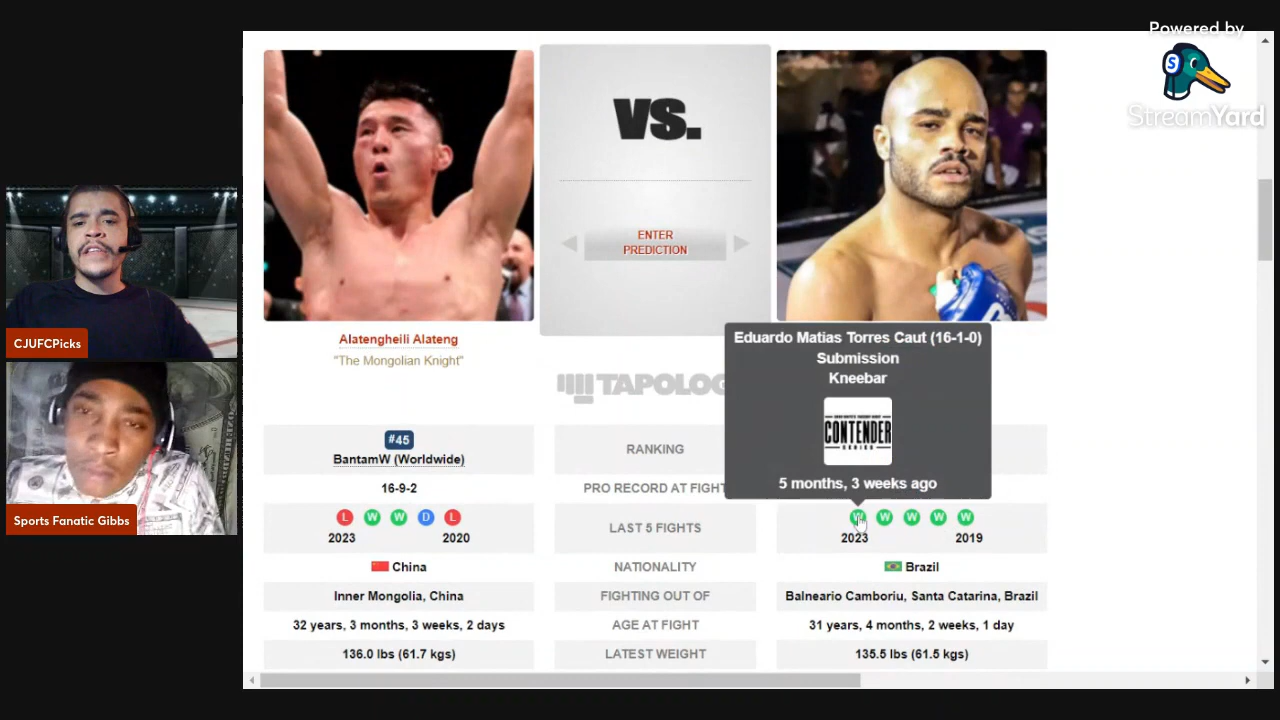 Powered by
StreamYard
VS.
ENTER
PREDICTION
CJUFCPicks
Sports Fanatic Gibbs
Alatengheili Alateng
"The Mongolian Knight"
TAPOLOG
Eduardo Matias Torres Caut (16-1-0)
Submission
Kneebar
CONTENDER
SERIES
5 months, 3 weeks ago
#45
BantamW (Worldwide)
RANKING
16-9-2
PRO RECORD AT FIGHT
L W W D L
2023 2020
LAST 5 FIGHTS
W W W W W
2023 2019
China
NATIONALITY
Brazil
Inner Mongolia, China
FIGHTING OUT OF
Balneario Camboriu, Santa Catarina, Brazil
32 years, 3 months, 3 weeks, 2 days
AGE AT FIGHT
31 years, 4 months, 2 weeks, 1 day
136.0 lbs (61.7 kgs)
LATEST WEIGHT
135.5 lbs (61.5 kgs)